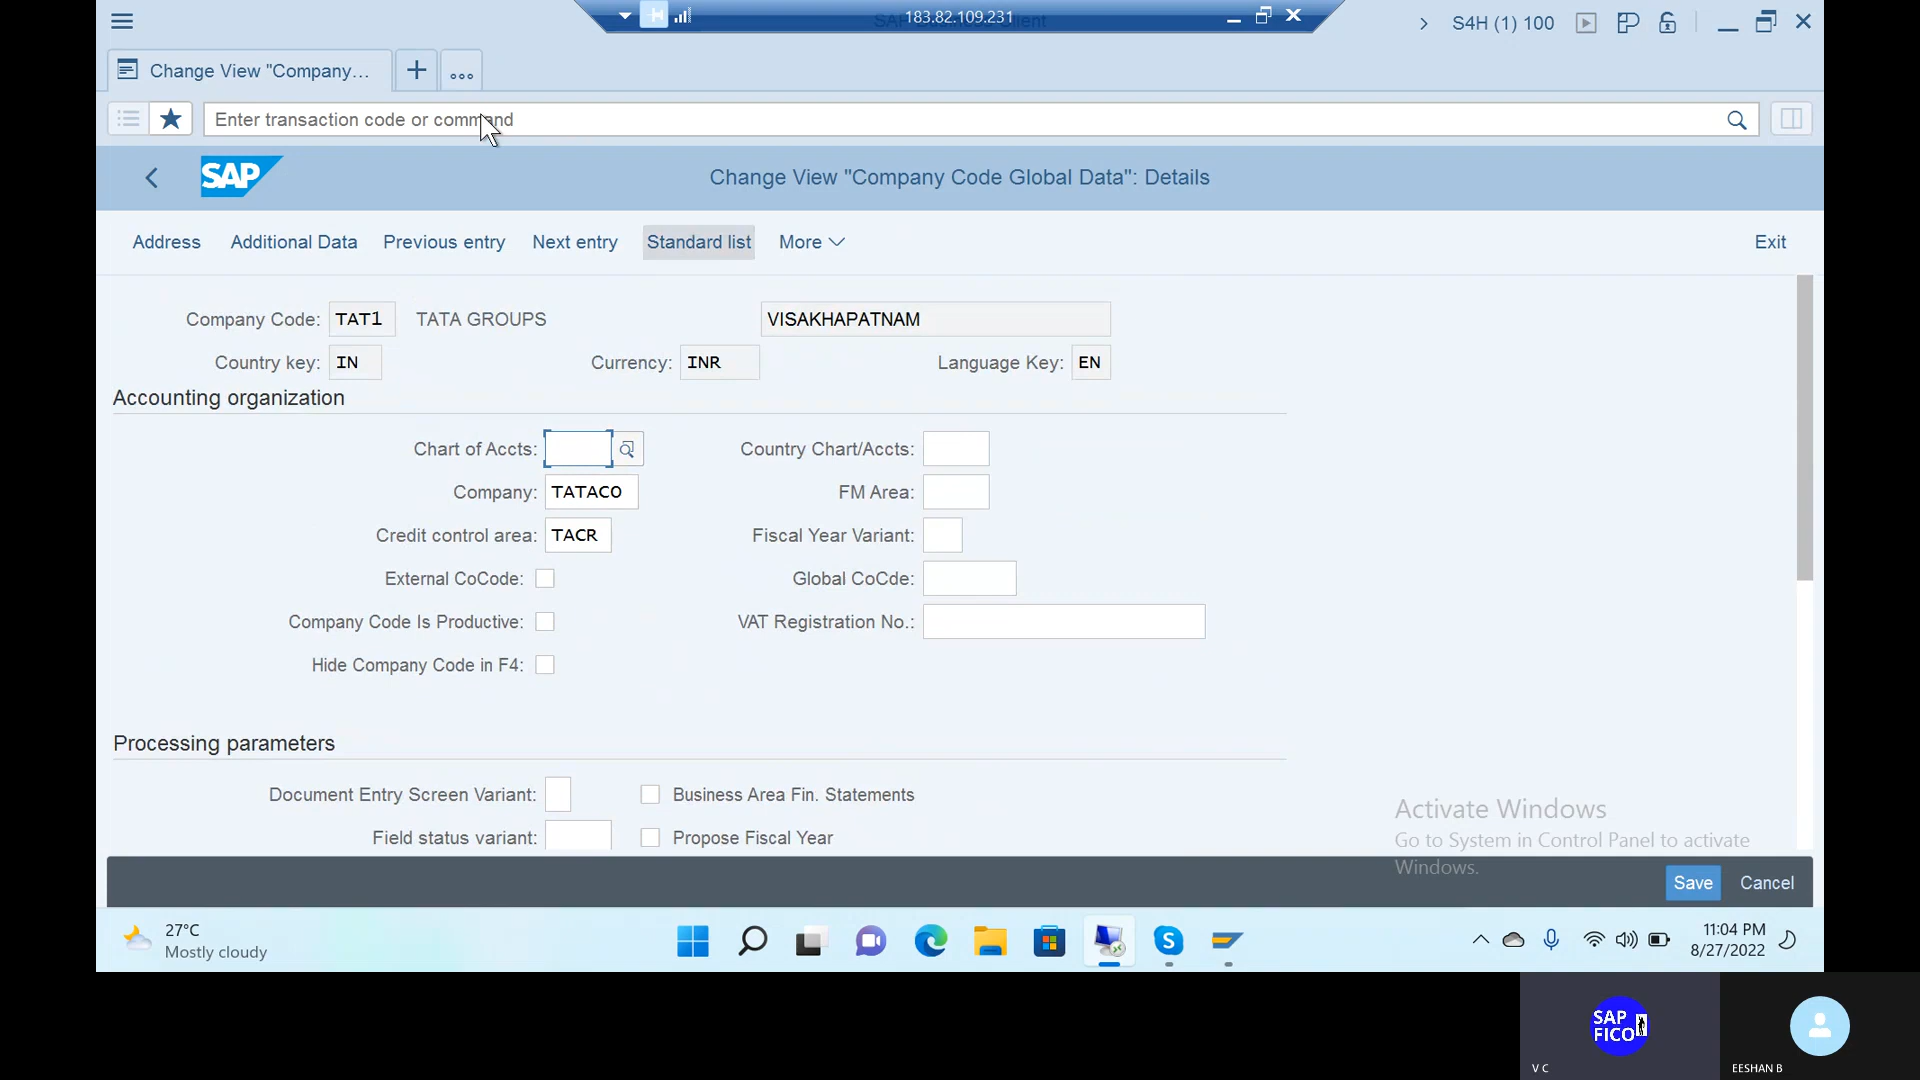 183.82.109.231
S4H (1) 100
Change View "Company...
Enter transaction code or command
SAP
Change View "Company Code Global Data": Details
Address Additional Data Previous entry Next entry Standard list More Exit
Company Code: TAT1 TATA GROUPS VISAKHAPATNAM
Country key: IN Currency: INR Language Key: EN
Accounting organization
Chart of Accts: Country Chart/Accts:
Company: TATACO FM Area:
Credit control area: TACR Fiscal Year Variant:
External CoCode: Global CoCde:
Company Code Is Productive: VAT Registration No.:
Hide Company Code in F4:
Processing parameters
Document Entry Screen Variant: Business Area Fin. Statements
Field status variant: Propose Fiscal Year
Activate Windows
Go to System in Control Panel to activate
Windows.
Save Cancel
27°C
Mostly cloudy
11:04 PM
8/27/2022
SAP
FICO
V C
EESHAN B